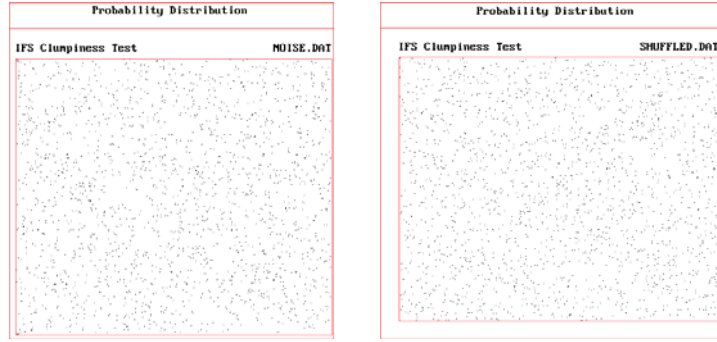 Probability Distribution
IFS Clumpiness Test NOISE.DAT
Probability Distribution
IFS Clumpiness Test SHUFFLED.DAT